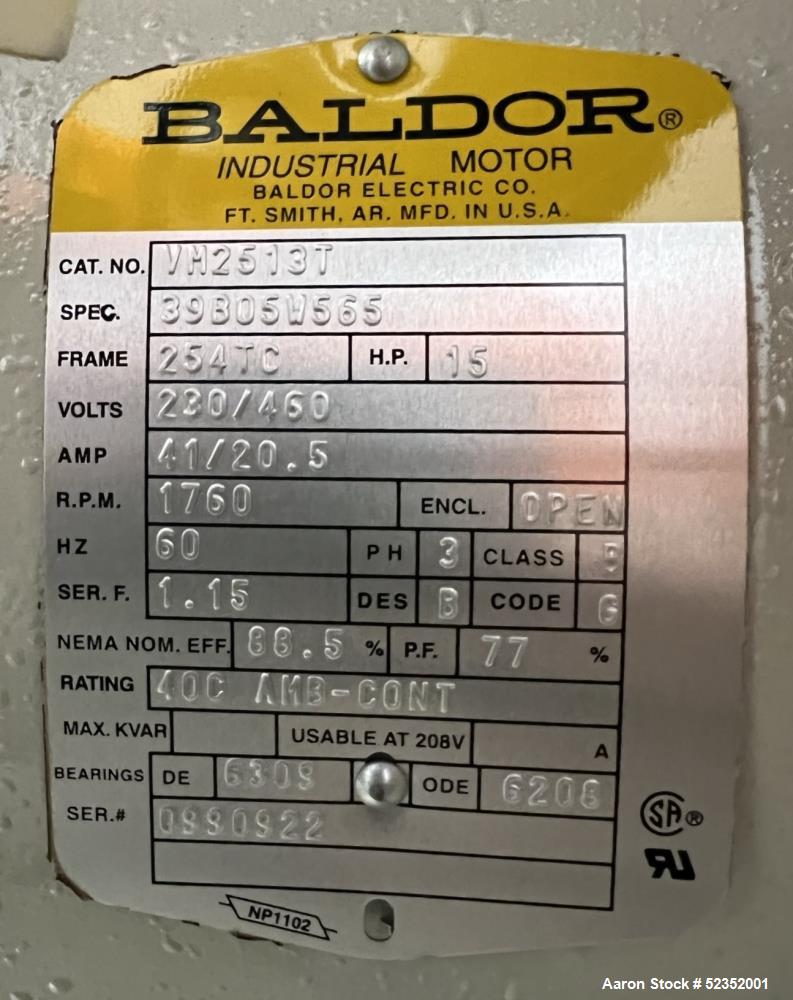 BALDOR®
INDUSTRIAL MOTOR
BALDOR ELECTRIC CO.
FT. SMITH, AR. MFD. IN U.S.A.
CAT. NO. VM2513T
SPEC. 39B05W565
FRAME 254TC H.P. 15
VOLTS 230/460
AMP 41/20.5
R.P.M. 1760 ENCL. OPEN
HZ 60 PH 3 CLASS
SER. F. 1.15 DES B CODE G
NEMA NOM. EFF. 88.5 % P.F. 77 %
RATING 40C AMB-CONT
MAX. KVAR USABLE AT 208V A
BEARINGS DE 6309 ODE 6208
SER.#
SA®
NP1102
Aaron Stock # 52352001